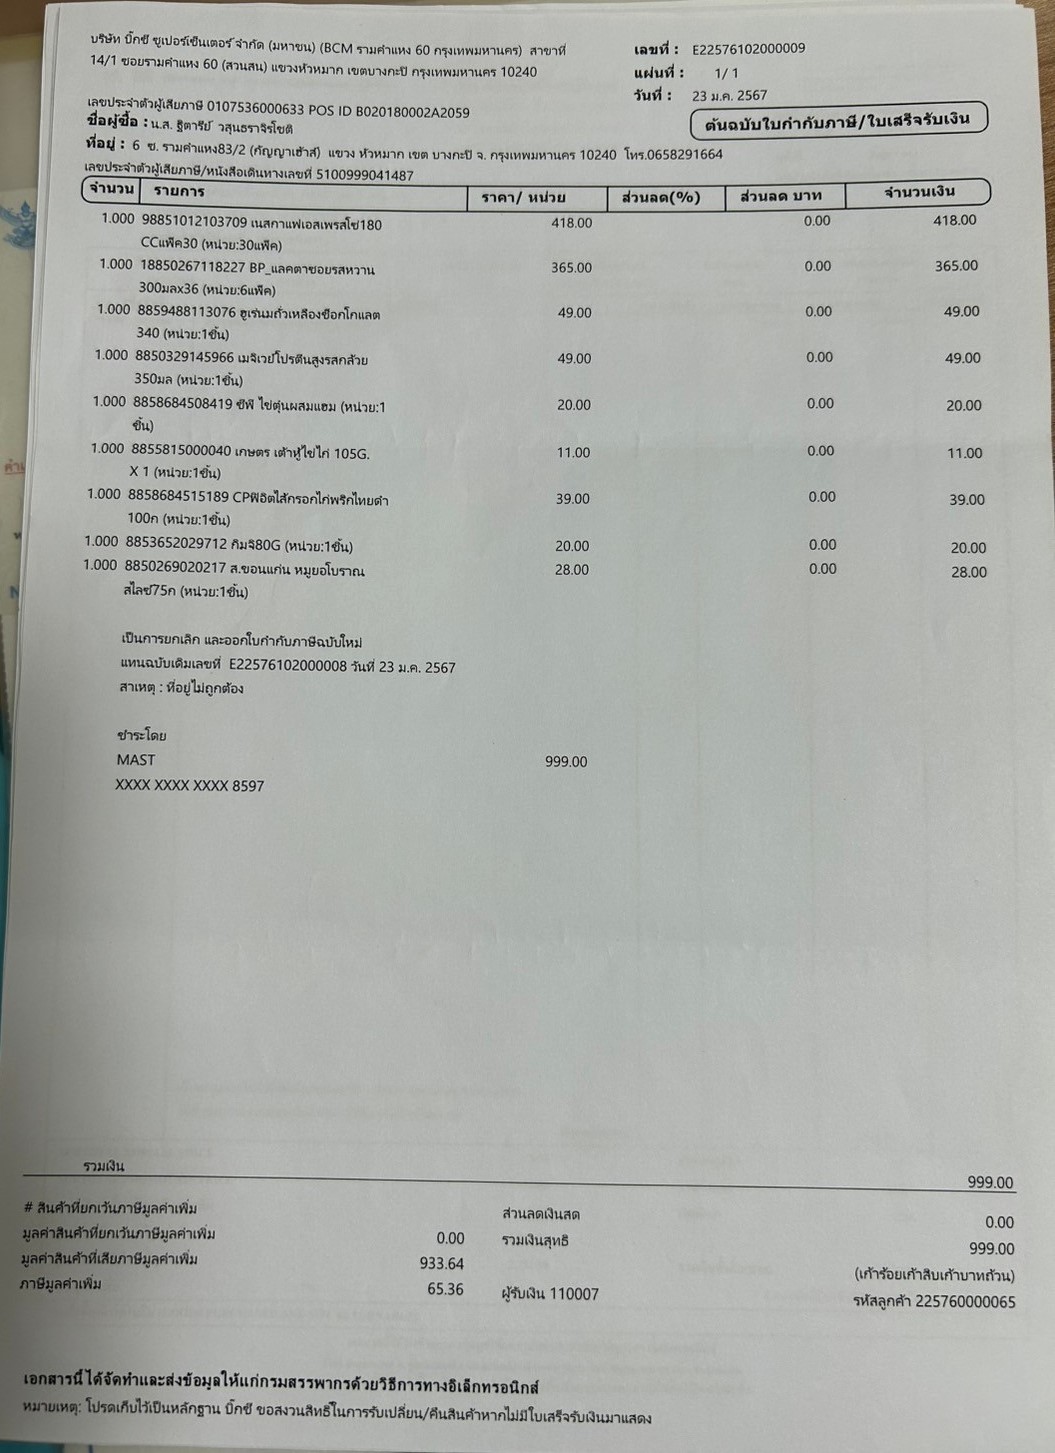 บริษัท บิ๊กซี ซูเปอร์เซ็นเตอร์ จำกัด (มหาชน) (BCM รามคำแหง 60 กรุงเทพมหานคร) สาขาที่
14/1 ซอยรามคำแหง 60 (สวนสน) แขวงหัวหมาก เขตบางกะปิ กรุงเทพมหานคร 10240
เลขที่ : E22576102000009
แผ่นที่ : 1/ 1
วันที่ : 23 ม.ค. 2567
เลขประจำตัวผู้เสียภาษี 0107536000633 POS ID B020180002A2059
ต้นฉบับใบกำกับภาษี/ใบเสร็จรับเงิน
ชื่อผู้ซื้อ : น.ส. ฐิตารีย์ วสุนธราจิรโชติ
ที่อยู่ : 6 ซ. รามคำแหง83/2 (กัญญาเฮ้าส์) แขวง หัวหมาก เขต บางกะปิ จ. กรุงเทพมหานคร 10240 โทร.0658291664
เลขประจำตัวผู้เสียภาษี/หนังสือเดินทางเลขที่ 5100999041487
จำนวน รายการ ราคา/ หน่วย ส่วนลด(%) ส่วนลด บาท จำนวนเงิน
1.000 98851012103709 เนสกาแฟเอสเพรสโซ่180 418.00 0.00 418.00
CCแพ็ค30 (หน่วย:30แพ็ค)
1.000 18850267118227 BP_แลคตาซอยรสหวาน 365.00 0.00 365.00
300มลx36 (หน่วย:6แพ็ค)
1.000 8859488113076 ฮูเร่นมถั่วเหลืองช็อกโกแลต 49.00 0.00 49.00
340 (หน่วย:1ชิ้น)
1.000 8850329145966 เมจิเวย์โปรตีนสูงรสกล้วย 49.00 0.00 49.00
350มล (หน่วย:1ชิ้น)
1.000 8858684508419 ซีพี ไข่ตุ๋นผสมแฮม (หน่วย:1 20.00 0.00 20.00
ชิ้น)
1.000 8855815000040 เกษตร เต้าหู้ไข่ไก่ 105G. 11.00 0.00 11.00
X 1 (หน่วย:1ชิ้น)
1.000 8858684515189 CPฟิฮิตไส้กรอกไก่พริกไทยดำ 39.00 0.00 39.00
100ก (หน่วย:1ชิ้น)
1.000 8853652029712 กิมจิ80G (หน่วย:1ชิ้น) 20.00 0.00 20.00
1.000 8850269020217 ส.ขอนแก่น หมูยอโบราณ 28.00 0.00 28.00
สไลซ์75ก (หน่วย:1ชิ้น)
เป็นการยกเลิก และออกใบกำกับภาษีฉบับใหม่
แทนฉบับเดิมเลขที่ E22576102000008 วันที่ 23 ม.ค. 2567
สาเหตุ : ที่อยู่ไม่ถูกต้อง
ชำระโดย
MAST 999.00
XXXX XXXX XXXX 8597
รวมเงิน 999.00
# สินค้าที่ยกเว้นภาษีมูลค่าเพิ่ม ส่วนลดเงินสด 0.00
มูลค่าสินค้าที่ยกเว้นภาษีมูลค่าเพิ่ม 0.00 รวมเงินสุทธิ 999.00
มูลค่าสินค้าที่เสียภาษีมูลค่าเพิ่ม 933.64 (เก้าร้อยเก้าสิบเก้าบาทถ้วน)
ภาษีมูลค่าเพิ่ม 65.36 ผู้รับเงิน 110007 รหัสลูกค้า 225760000065
เอกสารนี้ได้จัดทำและส่งข้อมูลให้แก่กรมสรรพากรด้วยวิธีการทางอิเล็กทรอนิกส์
หมายเหตุ: โปรดเก็บไว้เป็นหลักฐาน บิ๊กซี ขอสงวนสิทธิ์ในการรับเปลี่ยน/คืนสินค้าหากไม่มีใบเสร็จรับเงินมาแสดง